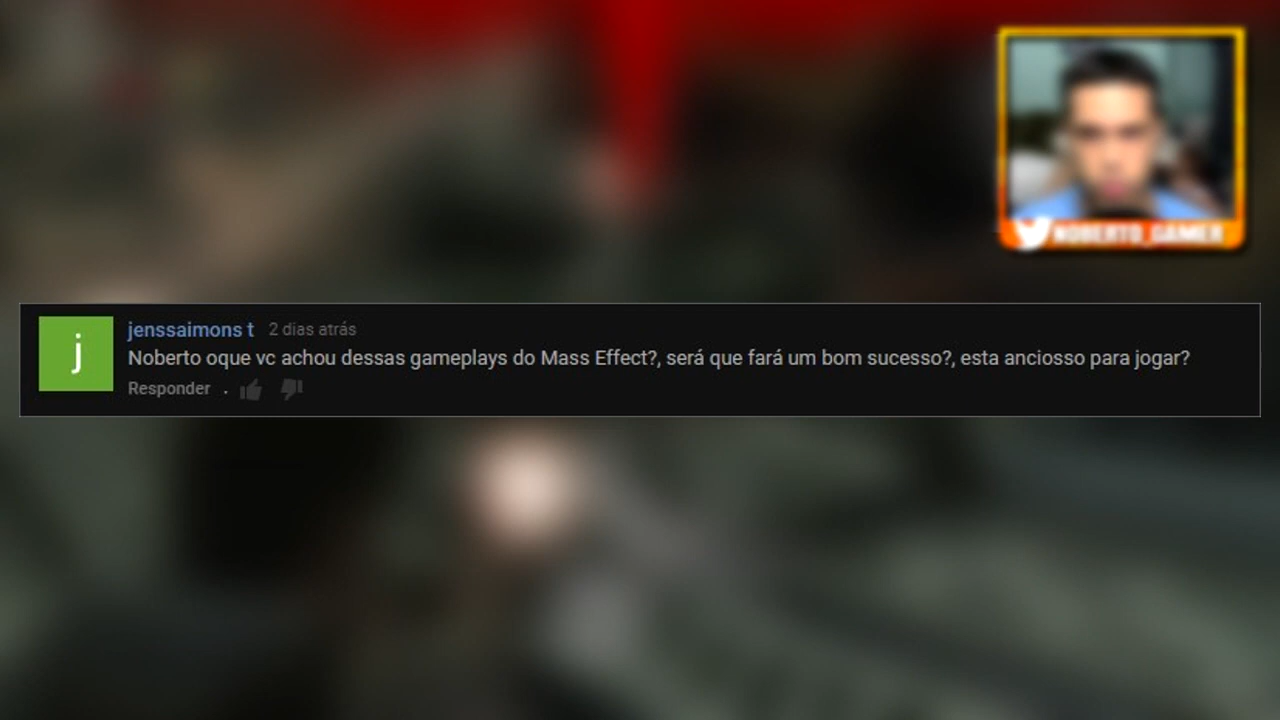 NOBERTO_GAMER
j
jenssaimons t 2 dias atrás
Noberto oque vc achou dessas gameplays do Mass Effect?, será que fará um bom sucesso?, esta anciosso para jogar?
Responder .